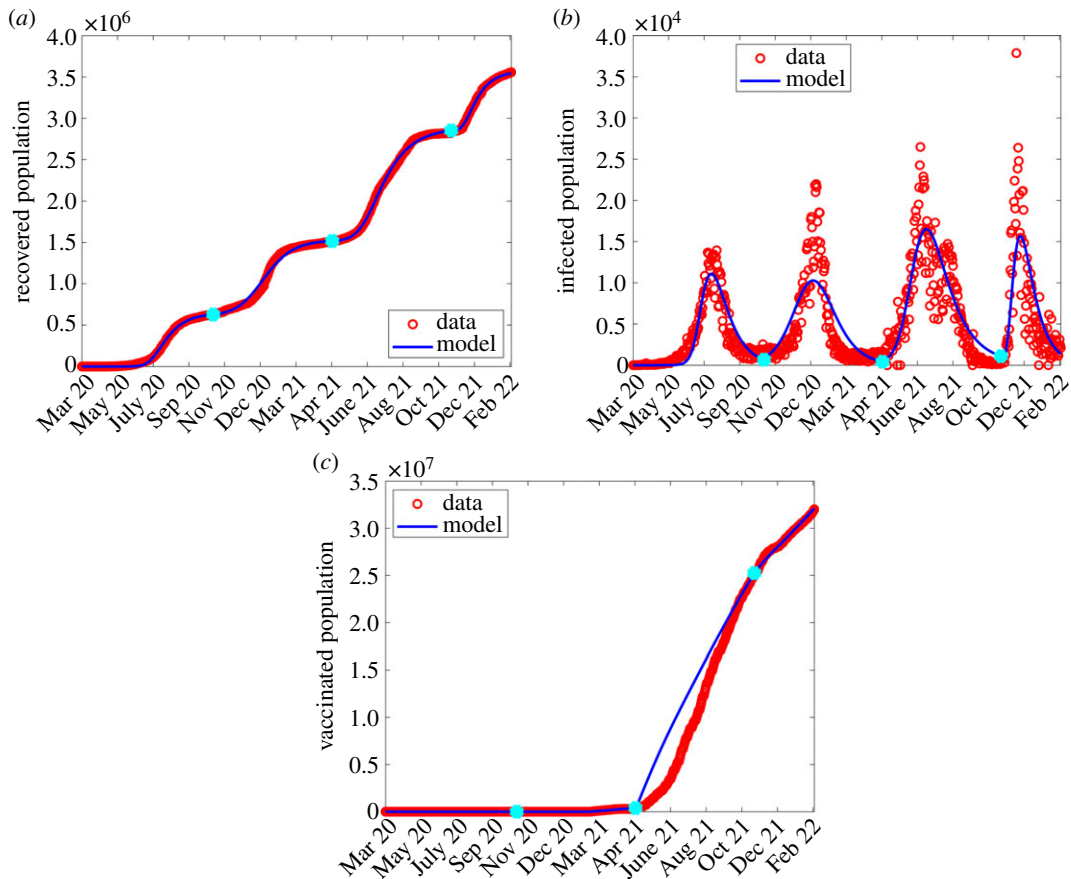 (a)
×10⁶
4.0
3.5
3.0
2.5
2.0
1.5
1.0
0.5
0
recovered population
data
model
Mar 20 May 20 July 20 Sep 20 Nov 20 Dec 20 Mar 21 Apr 21 June 21 Aug 21 Oct 21 Dec 21 Feb 22
(b)
×10⁴
4.0
3.5
3.0
2.5
2.0
1.5
1.0
0.5
0
infected population
data
model
Mar 20 May 20 July 20 Sep 20 Nov 20 Dec 20 Mar 21 Apr 21 June 21 Aug 21 Oct 21 Dec 21 Feb 22
(c)
×10⁷
3.5
3.0
2.5
2.0
1.5
1.0
0.5
0
vaccinated population
data
model
Mar 20 May 20 July 20 Sep 20 Nov 20 Dec 20 Mar 21 Apr 21 June 21 Aug 21 Oct 21 Dec 21 Feb 22